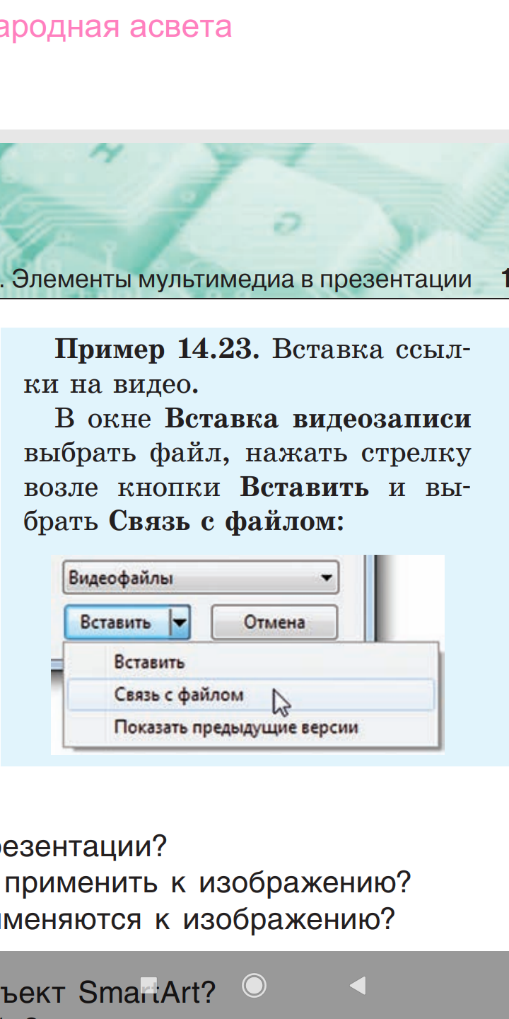 ародная асвета
. Элементы мультимедиа в презентации 1
Пример 14.23. Вставка ссыл-
ки на видео.
В окне Вставка видеозаписи
выбрать файл, нажать стрелку
возле кнопки Вставить и вы-
брать Связь с файлом:
Видеофайлы
Вставить Отмена
Вставить
Связь с файлом
Показать предыдущие версии
резентации?
применить к изображению?
именяются к изображению?
ъект SmartArt?